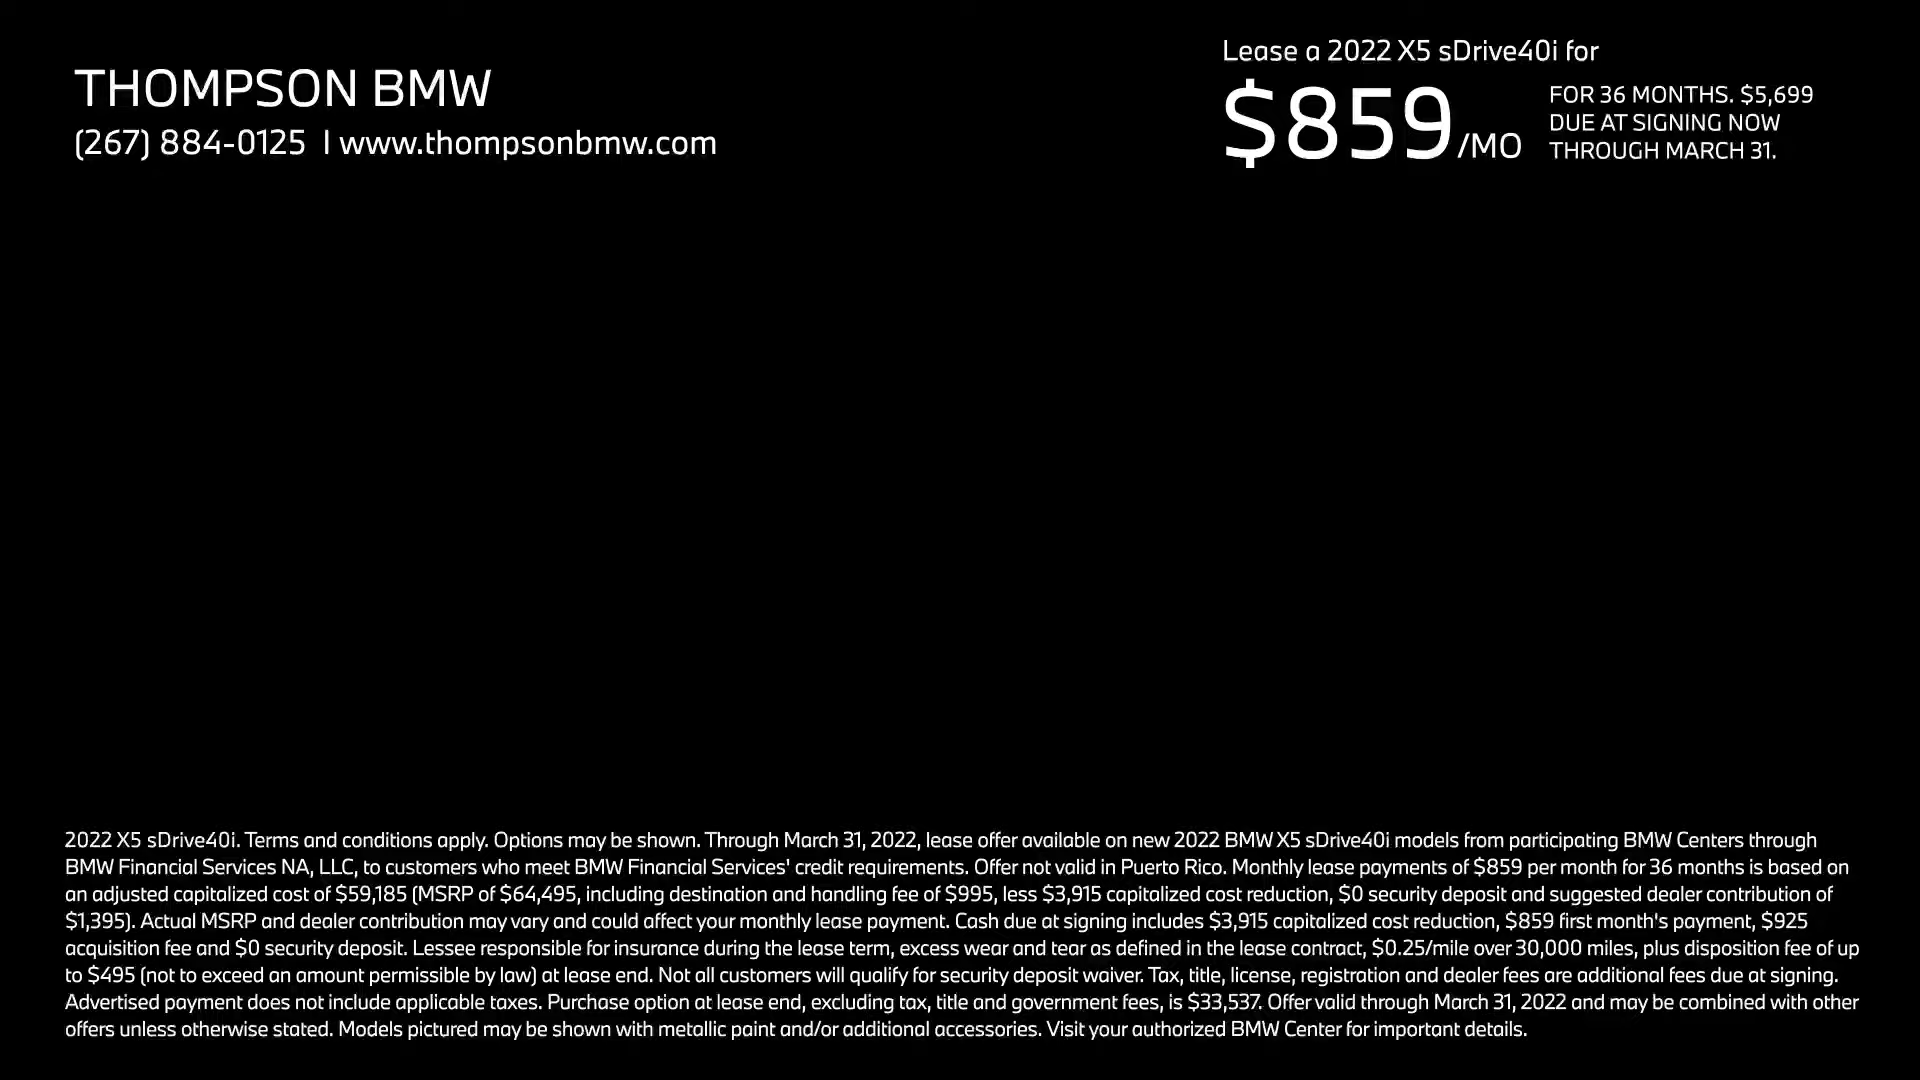 THOMPSON BMW
(267) 884-0125 | www.thompsonbmw.com
Lease a 2022 X5 sDrive40i for
$859/MO
FOR 36 MONTHS. $5,699
DUE AT SIGNING NOW
THROUGH MARCH 31.
2022 X5 sDrive40i. Terms and conditions apply. Options may be shown. Through March 31, 2022, lease offer available on new 2022 BMW X5 sDrive40i models from participating BMW Centers through
BMW Financial Services NA, LLC, to customers who meet BMW Financial Services' credit requirements. Offer not valid in Puerto Rico. Monthly lease payments of $859 per month for 36 months is based on
an adjusted capitalized cost of $59,185 (MSRP of $64,495, including destination and handling fee of $995, less $3,915 capitalized cost reduction, $0 security deposit and suggested dealer contribution of
$1,395). Actual MSRP and dealer contribution may vary and could affect your monthly lease payment. Cash due at signing includes $3,915 capitalized cost reduction, $859 first month's payment, $925
acquisition fee and $0 security deposit. Lessee responsible for insurance during the lease term, excess wear and tear as defined in the lease contract, $0.25/mile over 30,000 miles, plus disposition fee of up
to $495 (not to exceed an amount permissible by law) at lease end. Not all customers will qualify for security deposit waiver. Tax, title, license, registration and dealer fees are additional fees due at signing.
Advertised payment does not include applicable taxes. Purchase option at lease end, excluding tax, title and government fees, is $33,537. Offer valid through March 31, 2022 and may be combined with other
offers unless otherwise stated. Models pictured may be shown with metallic paint and/or additional accessories. Visit your authorized BMW Center for important details.